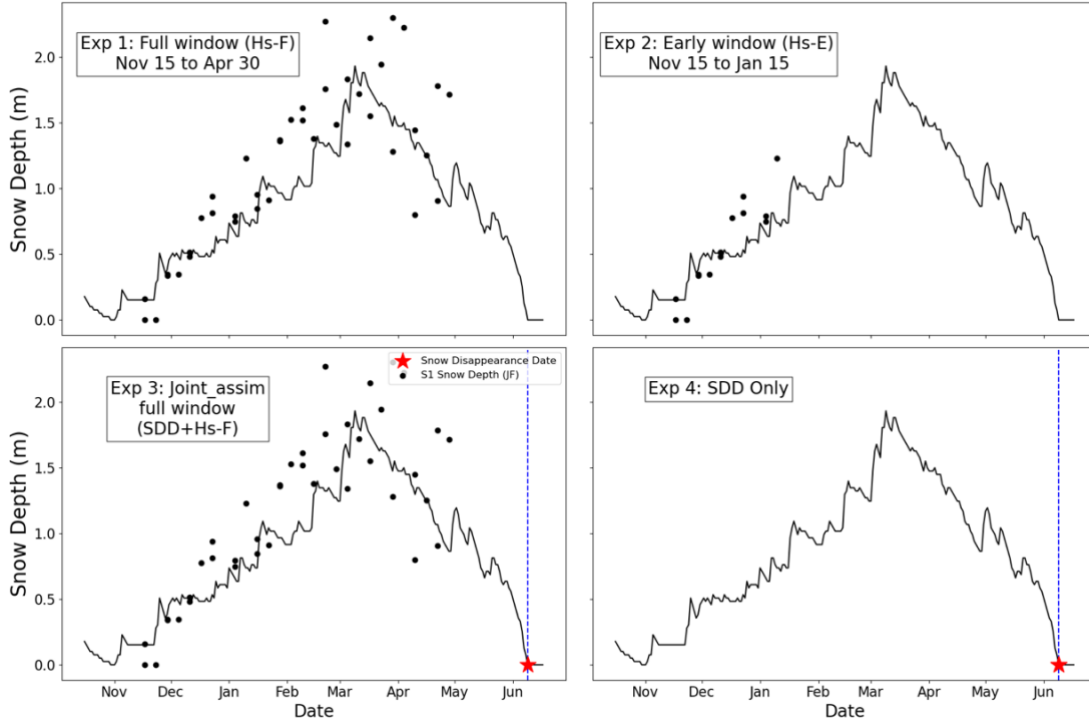 Exp 1: Full window (Hs-F)
Nov 15 to Apr 30
Snow Depth (m)
2.0
1.5
1.0
0.5
0.0
Exp 2: Early window (Hs-E)
Nov 15 to Jan 15
Exp 3: Joint_assim
full window
(SDD+Hs-F)
Snow Disappearance Date
S1 Snow Depth (JF)
Snow Depth (m)
2.0
1.5
1.0
0.5
0.0
Nov Dec Jan Feb Mar Apr May Jun
Date
Exp 4: SDD Only
Nov Dec Jan Feb Mar Apr May Jun
Date